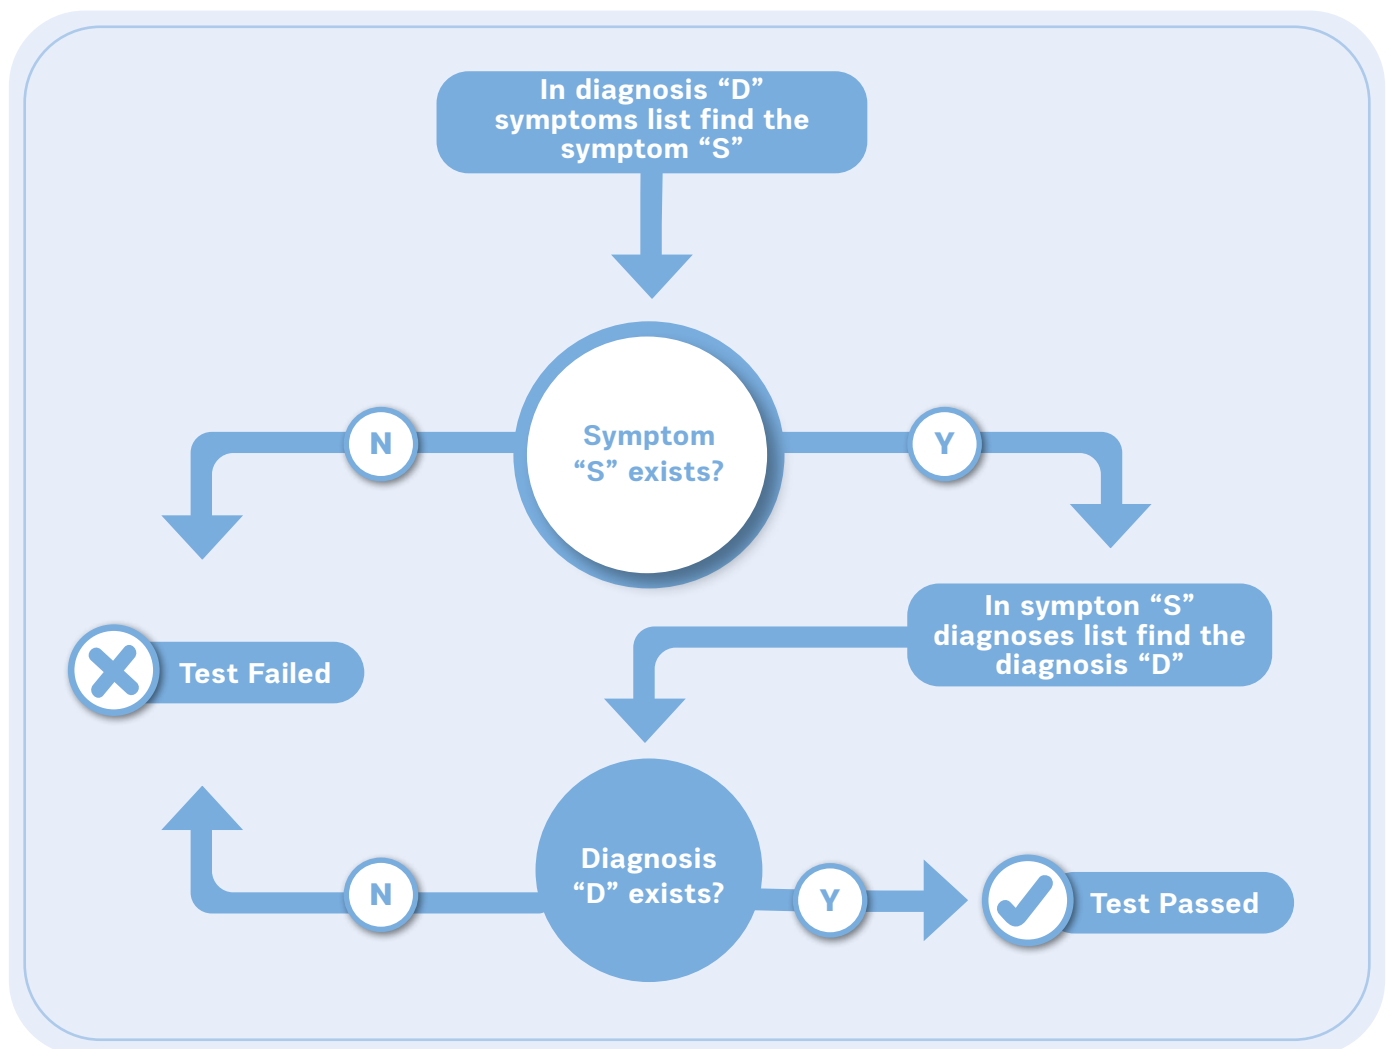 In diagnosis “D”
symptoms list find the
symptom “S”
Symptom
“S” exists?
N
Y
In sympton “S”
diagnoses list find the
diagnosis “D”
Test Failed
Diagnosis
“D” exists?
N
Y
Test Passed